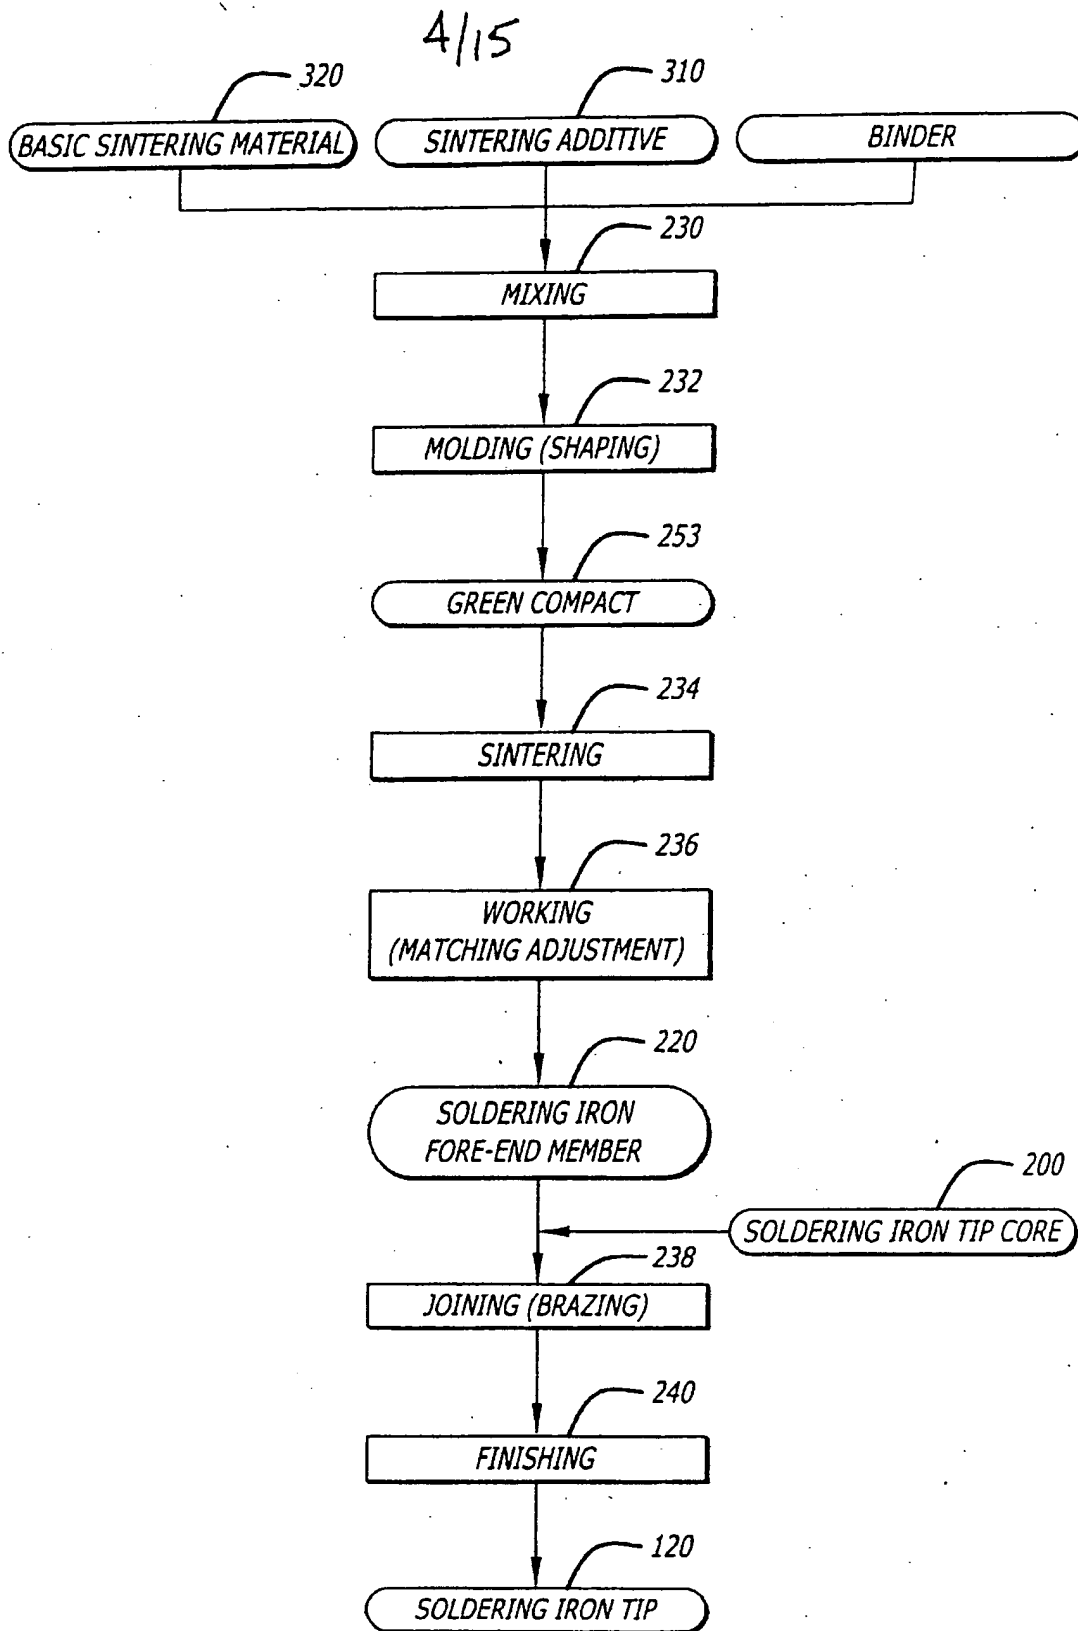 4/15
320
310
BASIC SINTERING MATERIAL
SINTERING ADDITIVE
BINDER
230
MIXING
232
MOLDING (SHAPING)
253
GREEN COMPACT
234
SINTERING
236
WORKING
(MATCHING ADJUSTMENT)
220
SOLDERING IRON
FORE-END MEMBER
200
SOLDERING IRON TIP CORE
238
JOINING (BRAZING)
240
FINISHING
120
SOLDERING IRON TIP